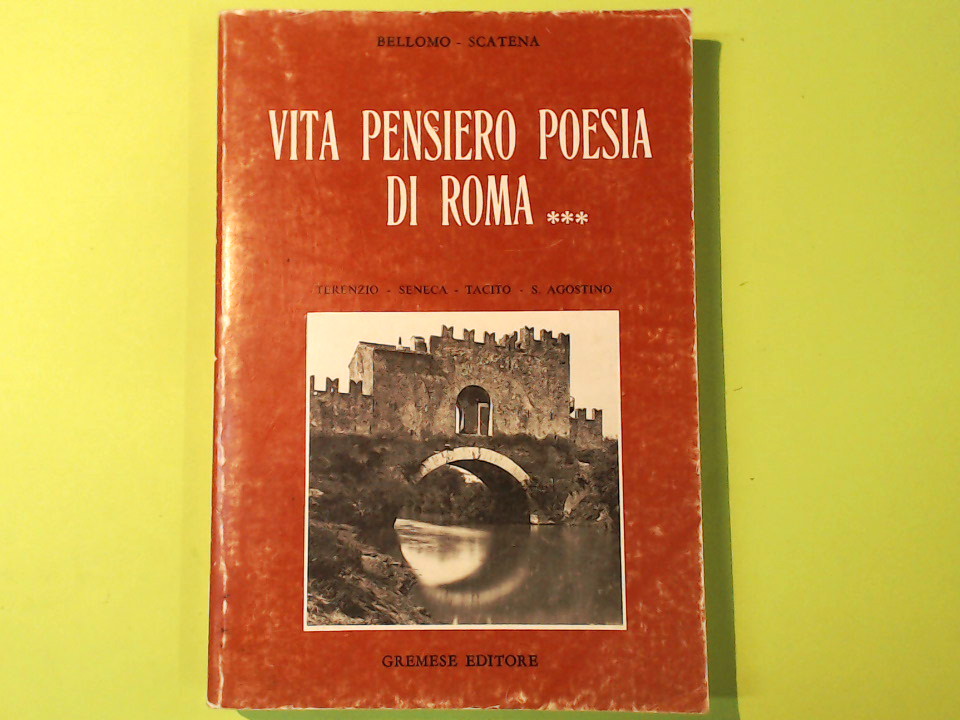 BELLOMO - SCATENA
VITA PENSIERO POESIA
DI ROMA ***
TERENZIO - SENECA - TACITO - S. AGOSTINO
GREMESE EDITORE